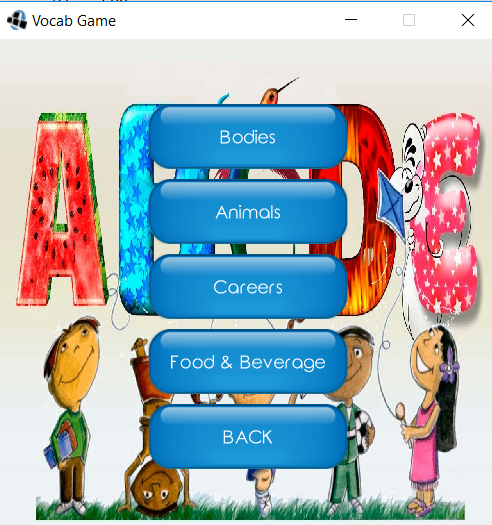 Vocab Game
A B C D E
Bodies
Animals
Careers
Food & Beverage
BACK